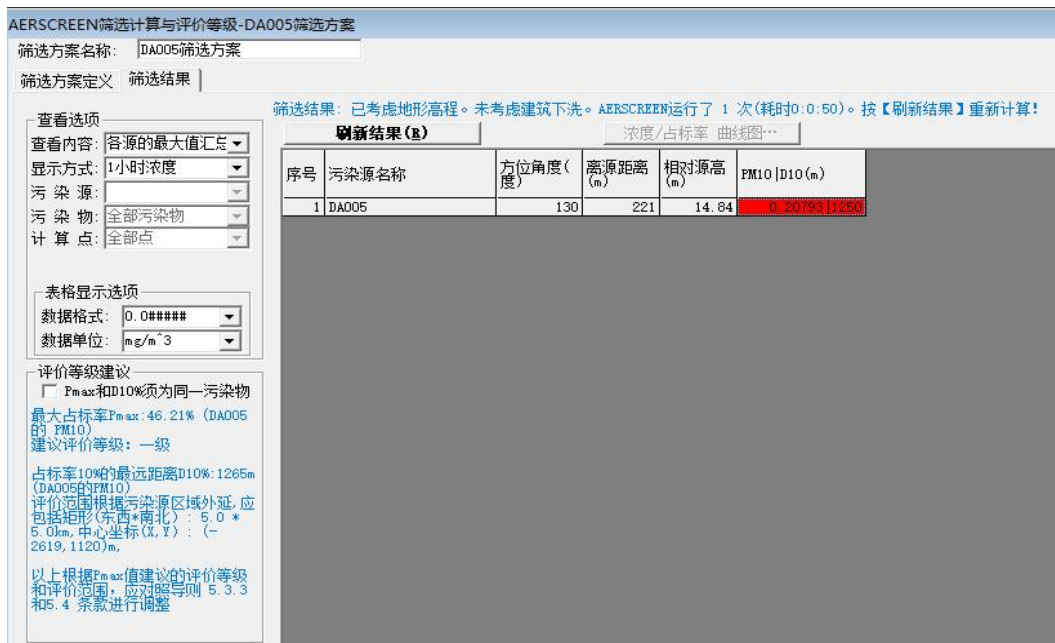 AERSCREEN筛选计算与评价等级-DA005筛选方案
筛选方案名称: DA005筛选方案
筛选方案定义 筛选结果
筛选结果: 已考虑地形高程。未考虑建筑下洗。AERSCREEN运行了 1 次(耗时0:0:50)。按【刷新结果】重新计算!
查看选项
查看内容: 各源的最大值汇总
显示方式: 1小时浓度
污 染 源:
污 染 物: 全部污染物
计 算 点: 全部点
表格显示选项
数据格式: 0.0#####
数据单位: mg/m^3
评价等级建议
Pmax和D10%须为同一污染物
最大占标率Pmax:46.21% (DA005
的 PM10)
建议评价等级: 一级
占标率10%的最远距离D10%:1265m
(DA005的PM10)
评价范围根据污染源区域外延,应
包括矩形(东西*南北): 5.0 *
5.0km,中心坐标(X,Y): (-
2619,1120)m,
以上根据Pmax值建议的评价等级
和评价范围,应对照导则 5.3.3
和5.4 条款进行调整
刷新结果(R) 浓度/占标率 曲线图…
序号 污染源名称 方位角度(度) 离源距离(m) 相对源高(m) PM10|D10(m)
1 DA005 130 221 14.84 0.20793|1250